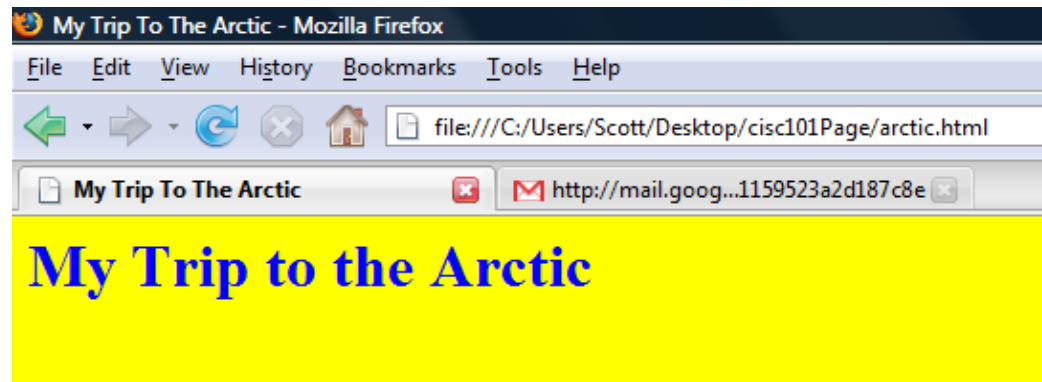 My Trip To The Arctic - Mozilla Firefox
File Edit View History Bookmarks Tools Help
file:///C:/Users/Scott/Desktop/cisc101Page/arctic.html
My Trip To The Arctic http://mail.goog...1159523a2d187c8e
My Trip to the Arctic